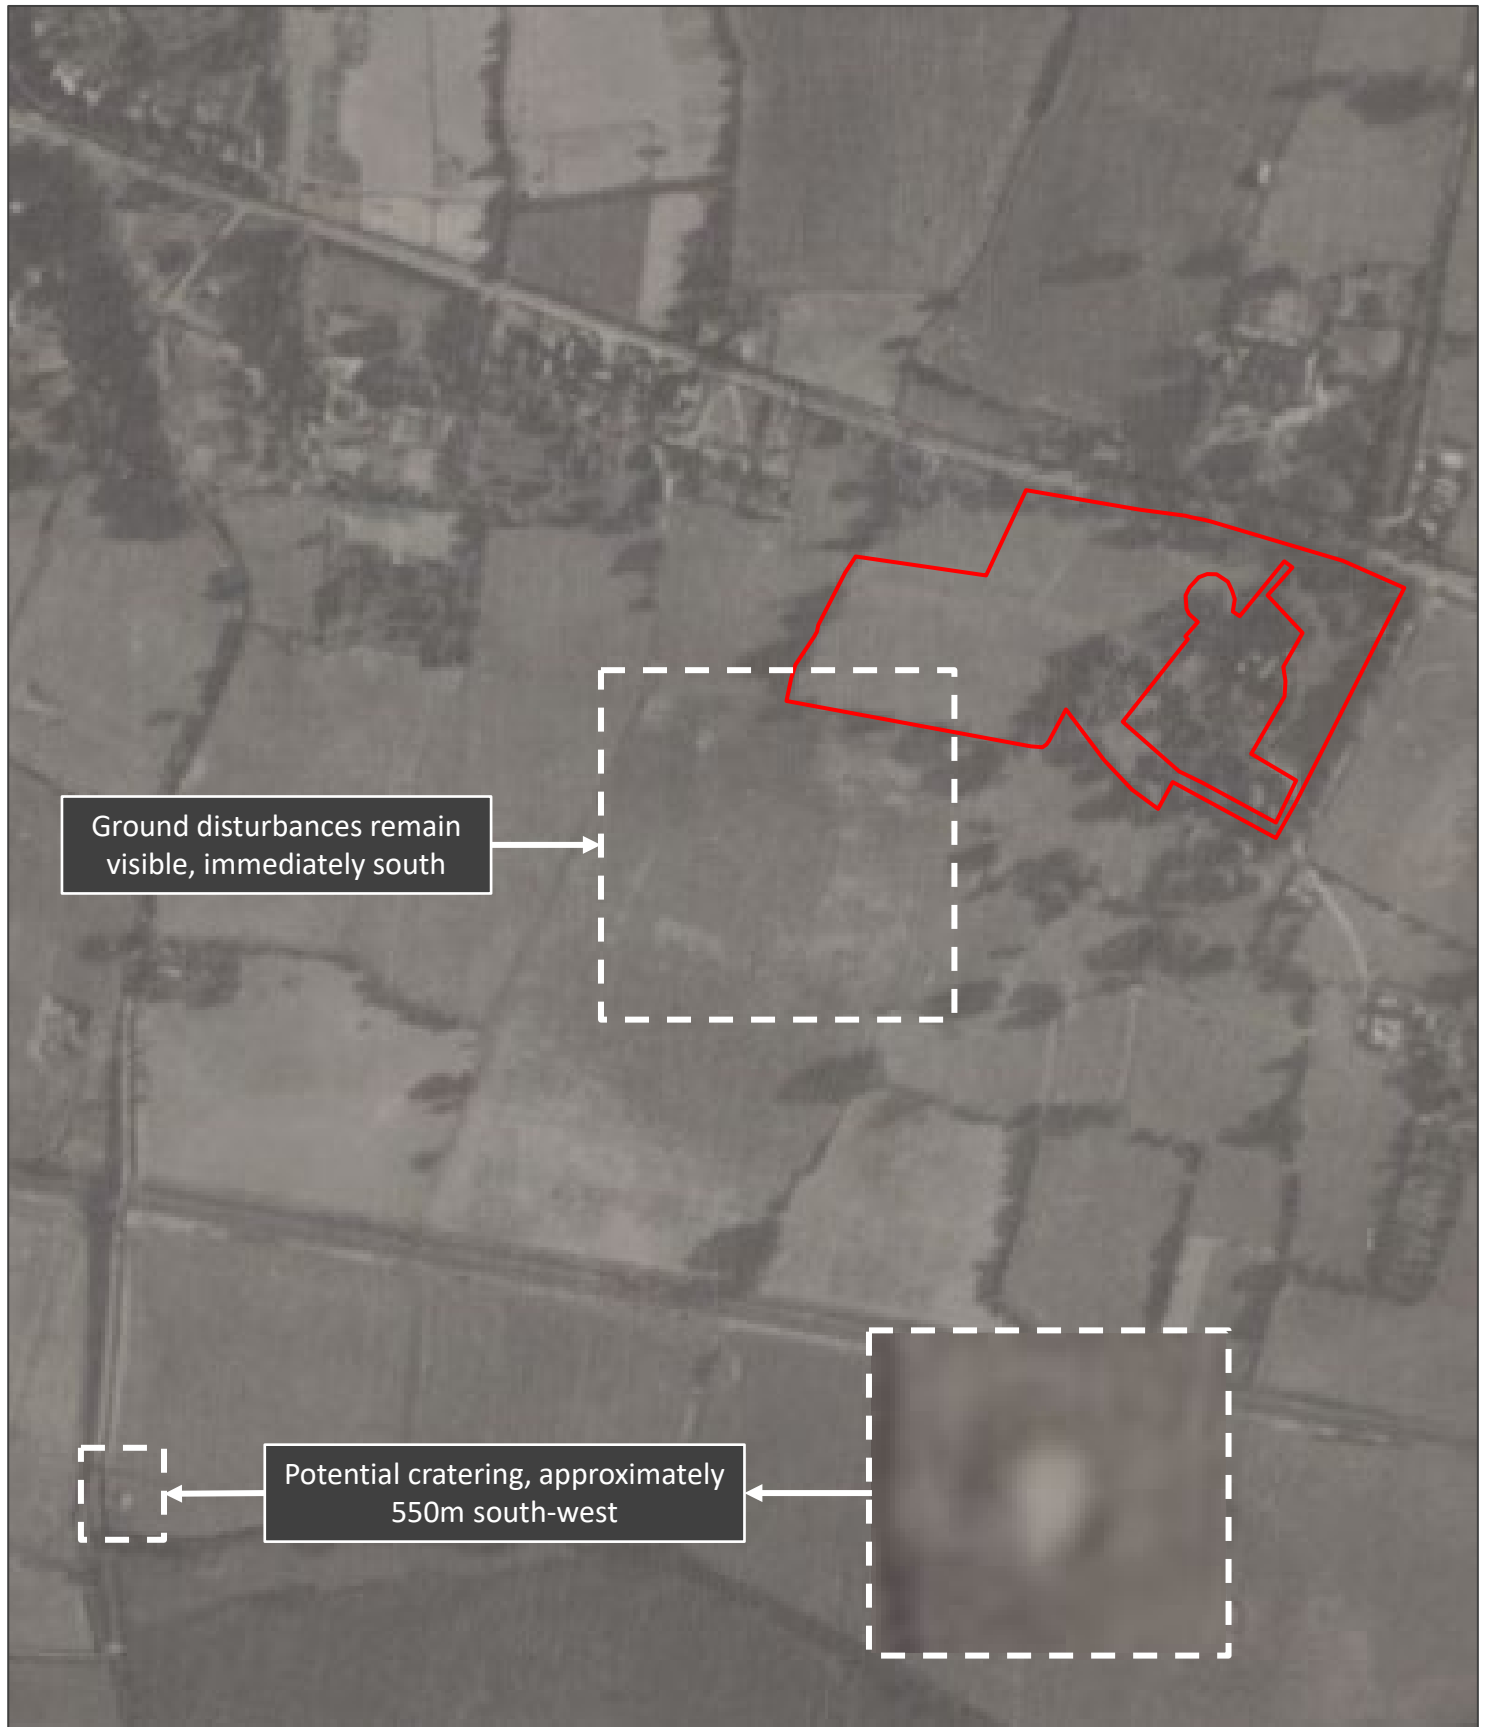 Ground disturbances remain
visible, immediately south
Potential cratering, approximately
550m south-west